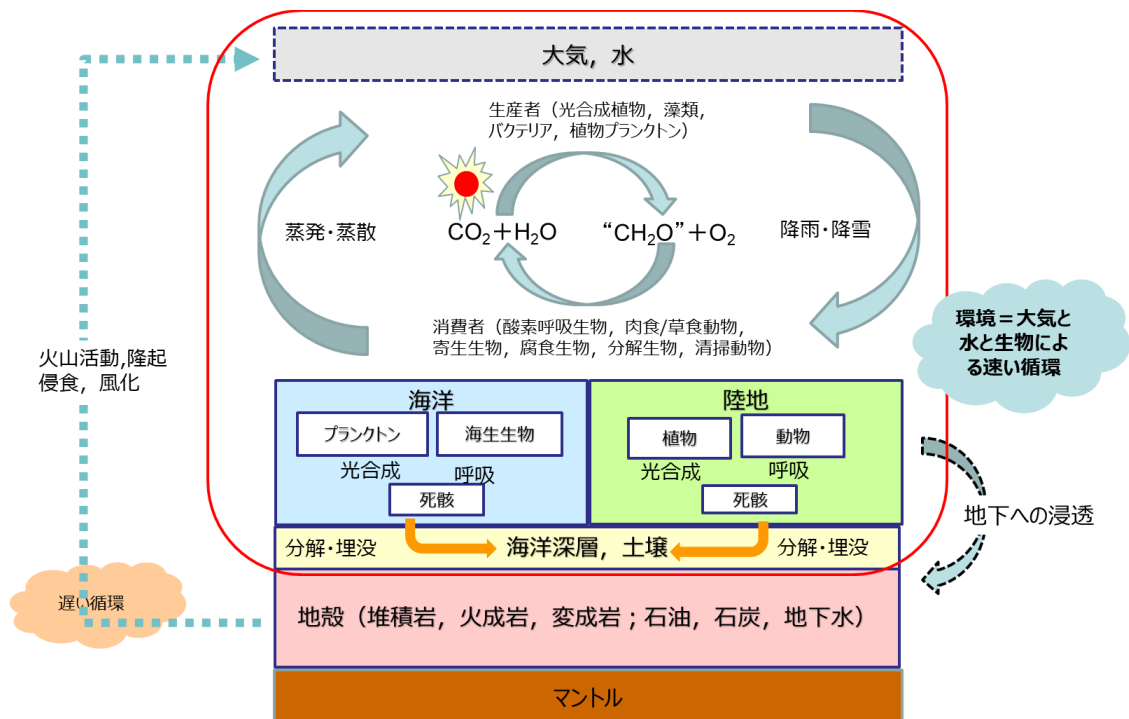 大気，水
生産者（光合成植物，藻類，
バクテリア，植物プランクトン）
蒸発・蒸散
CO₂＋H₂O
“CH₂O”＋O₂
降雨・降雪
消費者（酸素呼吸生物，肉食/草食動物，
寄生生物，腐食生物，分解生物，清掃動物）
環境＝大気と
水と生物によ
る速い循環
火山活動,隆起
侵食，風化
海洋
プランクトン
海生生物
光合成
呼吸
死骸
陸地
植物
動物
光合成
呼吸
死骸
地下への浸透
分解・埋没
海洋深層，土壌
分解・埋没
遅い循環
地殻（堆積岩，火成岩，変成岩；石油，石炭，地下水）
マントル